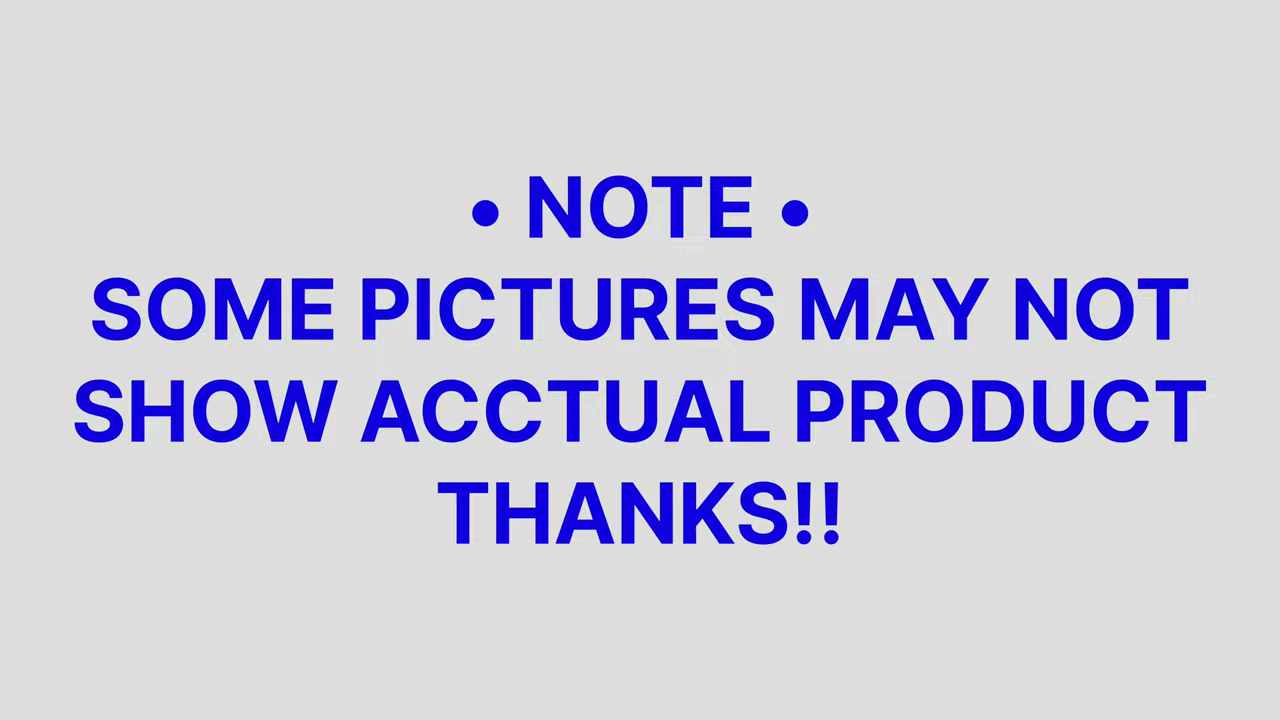 • NOTE •
SOME PICTURES MAY NOT
SHOW ACCTUAL PRODUCT
THANKS!!